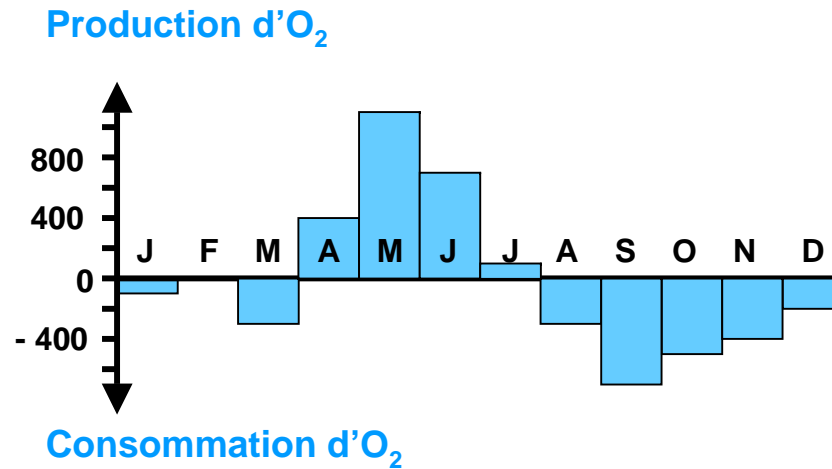 Production d’O₂
800
400
J F M A M J J A S O N D
0
- 400
Consommation d’O₂